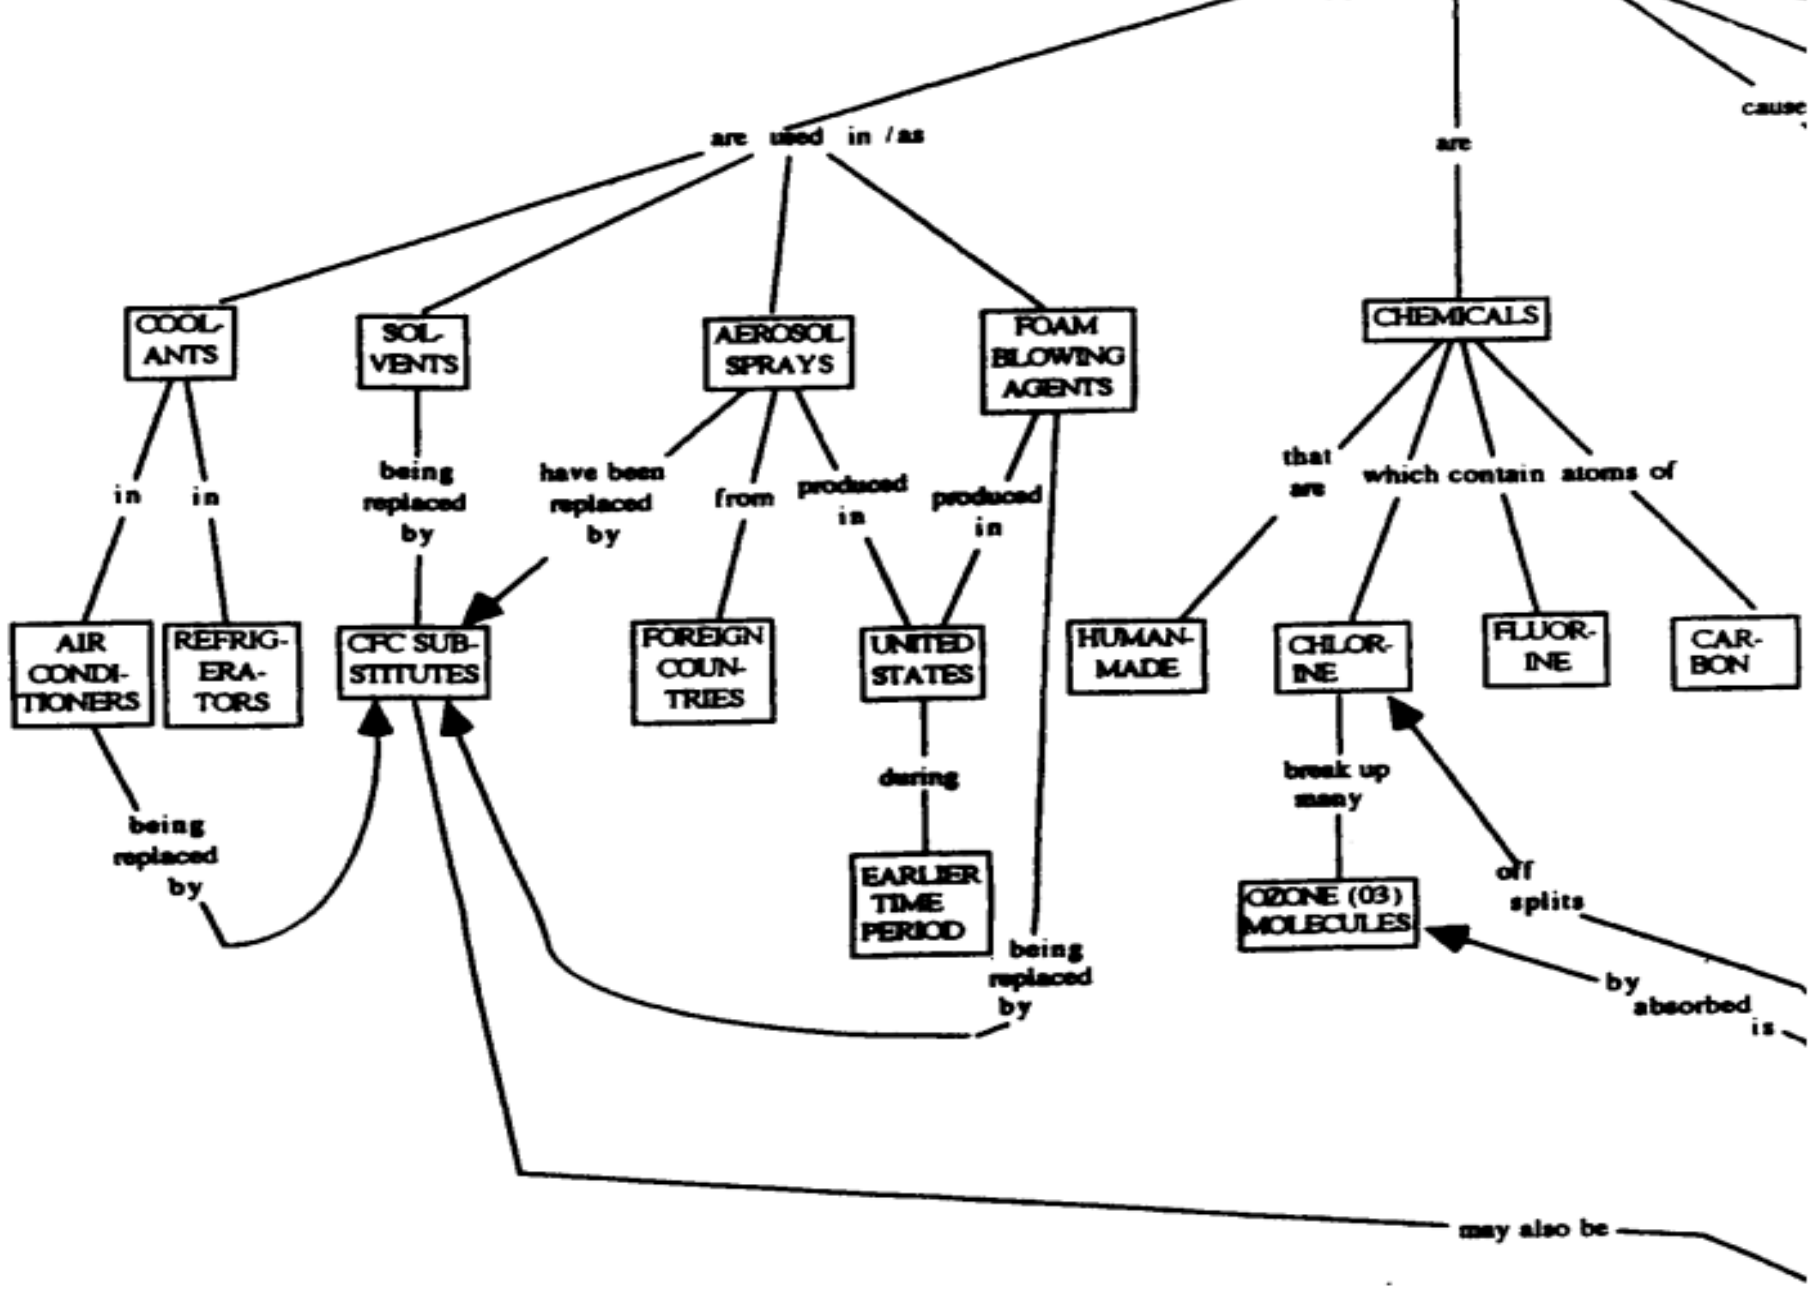 cause
are used in /as
are
COOL-
ANTS
SOL-
VENTS
AEROSOL
SPRAYS
FOAM
BLOWING
AGENTS
CHEMICALS
in
in
being
replaced
by
have been
replaced
by
from
produced
in
produced
in
that
are
which contain atoms of
AIR
CONDI-
TIONERS
REFRIG-
ERA-
TORS
CFC SUB-
STITUTES
FOREIGN
COUN-
TRIES
UNITED
STATES
HUMAN-
MADE
CHLOR-
INE
FLUOR-
INE
CAR-
BON
being
replaced
by
during
break up
many
EARLIER
TIME
PERIOD
OZONE (03)
MOLECULES
off
splits
being
replaced
by
by
absorbed
is
may also be